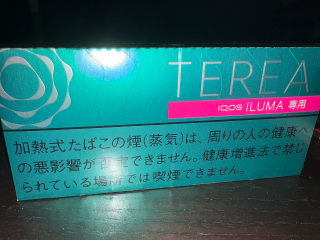 TEREA
IQOS ILUMA 専用
加熱式たばこの煙(蒸気)は、周りの人の健康へ
の悪影響が否定できません。健康増進法で禁じ
られている場所では喫煙できません。